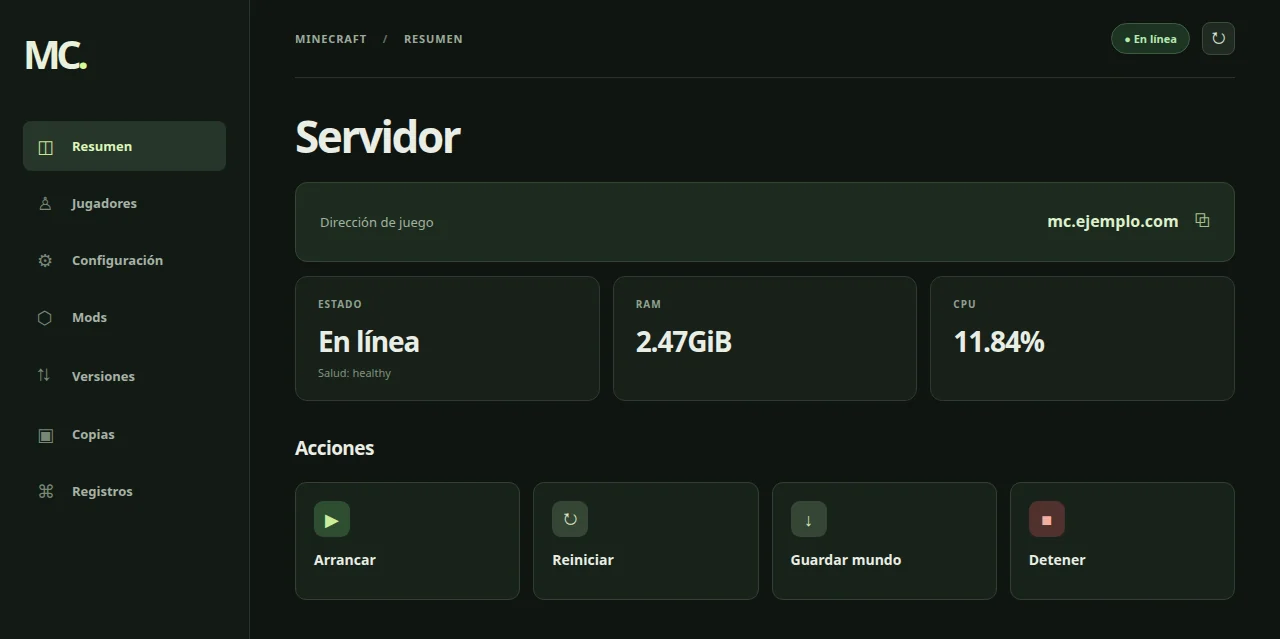 MC.
Resumen
Jugadores
Configuración
Mods
Versiones
Copias
Registros
MINECRAFT / RESUMEN
● En línea
Servidor
Dirección de juego
mc.ejemplo.com
ESTADO
En línea
Salud: healthy
RAM
2.47GiB
CPU
11.84%
Acciones
Arrancar
Reiniciar
Guardar mundo
Detener